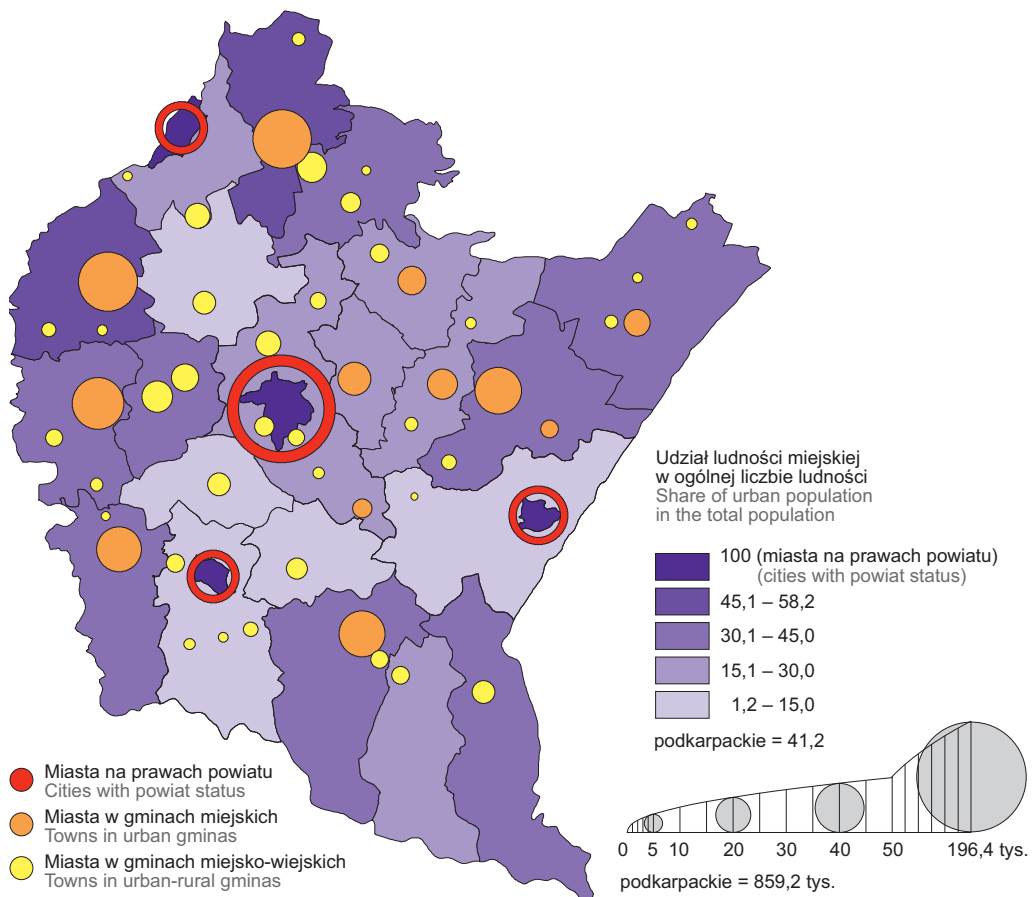 Udział ludności miejskiej
w ogólnej liczbie ludności
Share of urban population
in the total population
100 (miasta na prawach powiatu)
(cities with powiat status)
45,1 – 58,2
30,1 – 45,0
15,1 – 30,0
1,2 – 15,0
podkarpackie = 41,2
Miasta na prawach powiatu
Cities with powiat status
Miasta w gminach miejskich
Towns in urban gminas
Miasta w gminach miejsko-wiejskich
Towns in urban-rural gminas
0 5 10 20 30 40 50 196,4 tys.
podkarpackie = 859,2 tys.